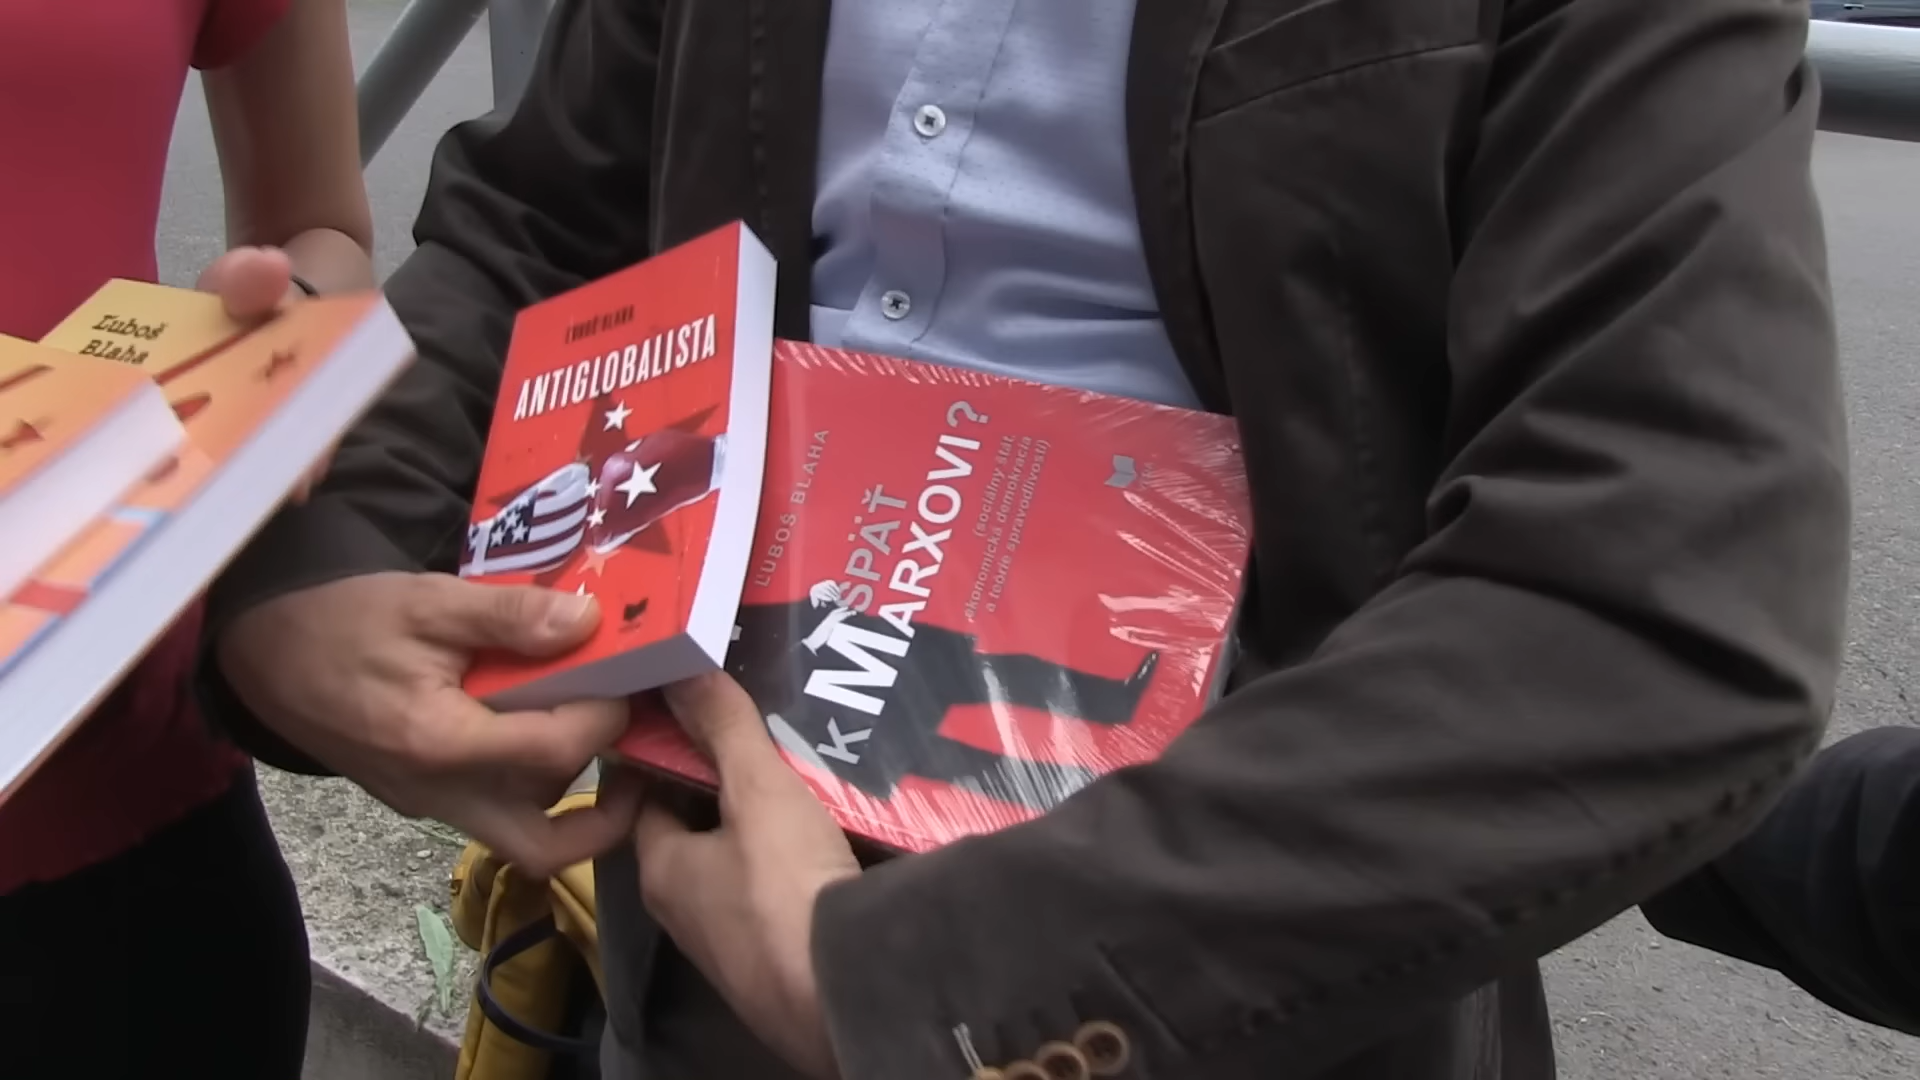 Ľuboš
Blaha
ĽUBOŠ BLAHA
ANTIGLOBALISTA
ĽUBOŠ BLAHA
SPÄŤ
K MARXOVI?
(sociálny štát,
ekonomická demokracia
a teórie spravodlivosti)